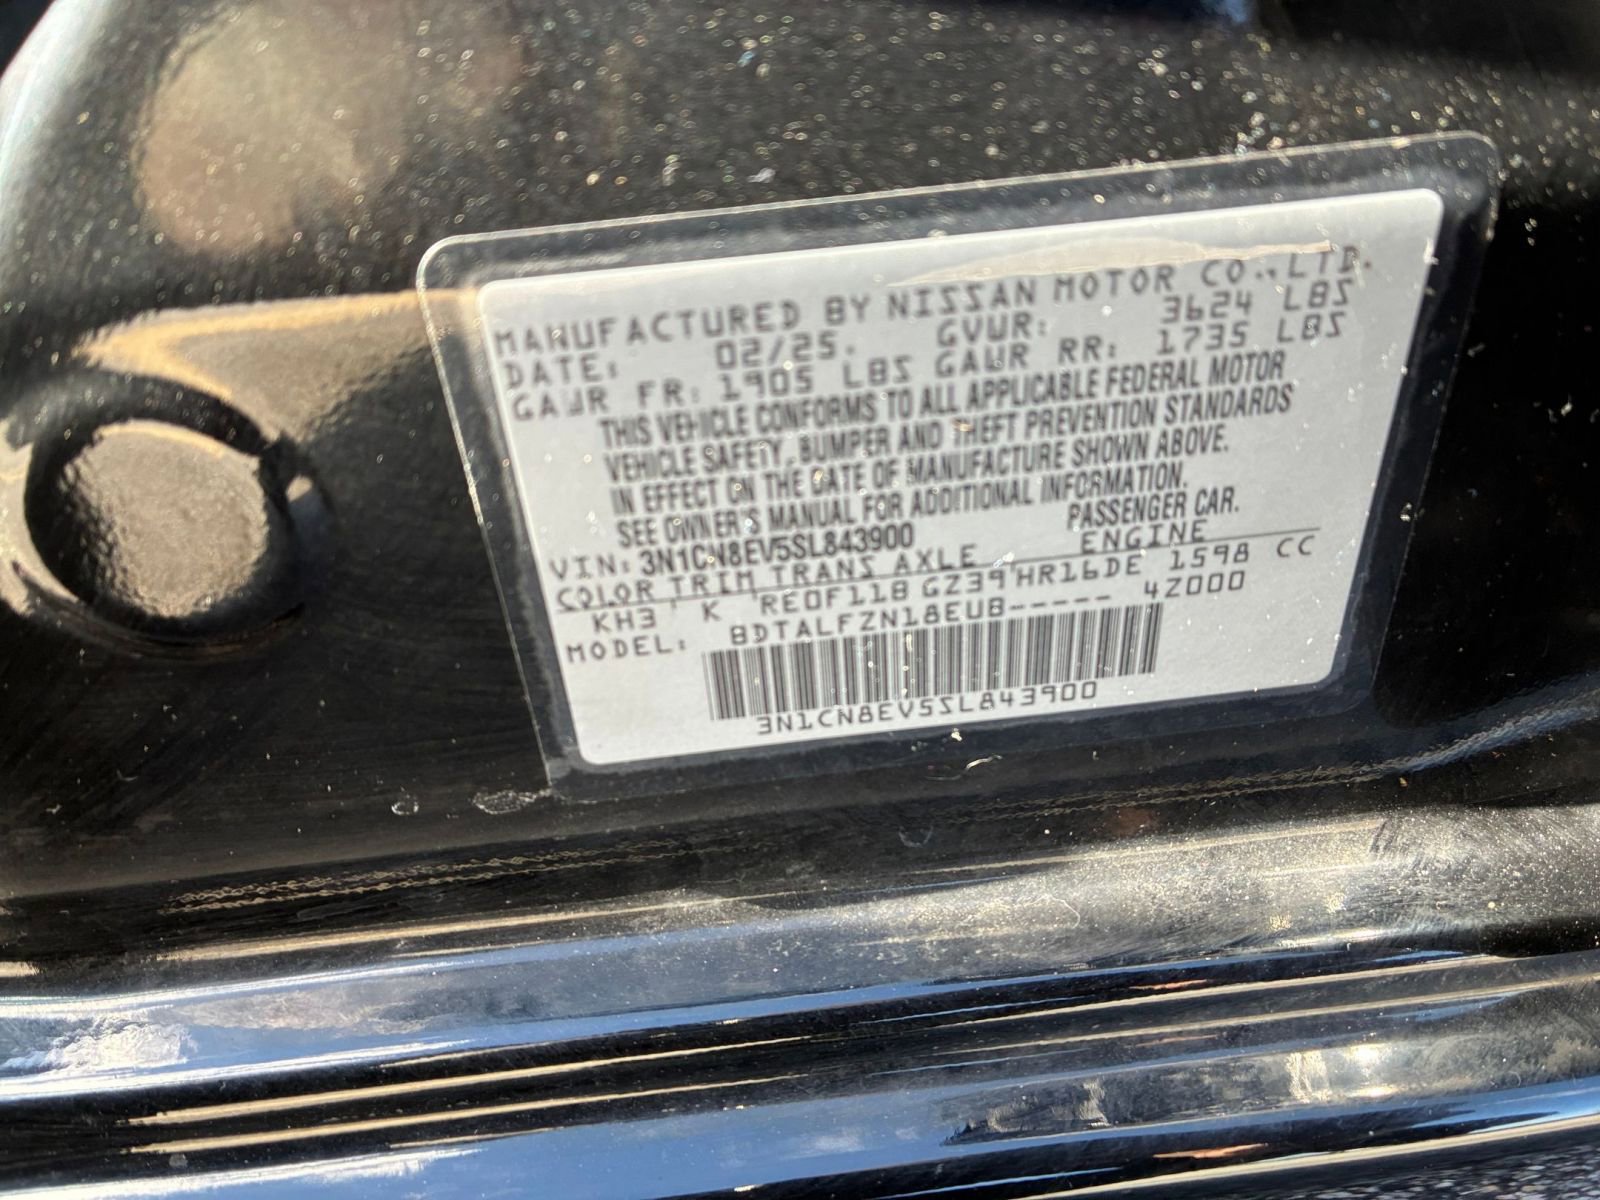 MANUFACTURED BY NISSAN MOTOR CO.,LTD.
DATE: 02/25. GVWR: 3624 LBS
GAWR FR: 1905 LBS GAWR RR: 1735 LBS
THIS VEHICLE CONFORMS TO ALL APPLICABLE FEDERAL MOTOR
VEHICLE SAFETY, BUMPER AND THEFT PREVENTION STANDARDS
IN EFFECT ON THE DATE OF MANUFACTURE SHOWN ABOVE.
SEE OWNER'S MANUAL FOR ADDITIONAL INFORMATION.
VIN: 3N1CN8EV5SL843900 PASSENGER CAR.
COLOR TRIM TRANS AXLE ENGINE
KH3 K RE0F11B GZ39 HR16DE 1598 CC
MODEL: BDTALFZN18EUB----- 4Z000
3N1CN8EV5SL843900